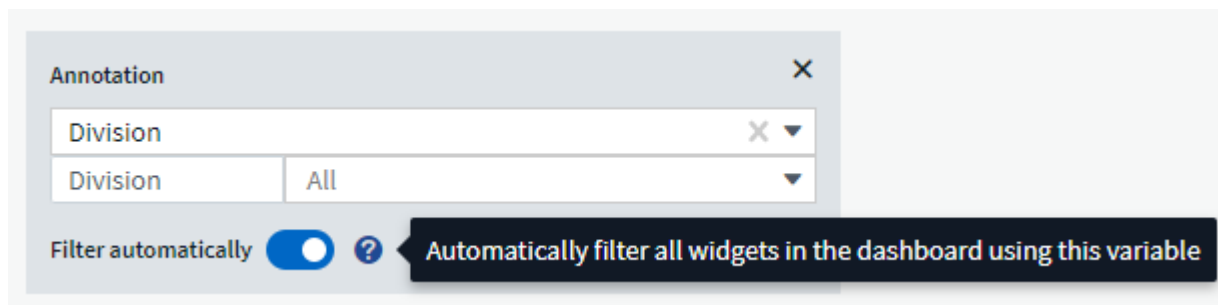 Annotation
Division
Division All
Filter automatically ? Automatically filter all widgets in the dashboard using this variable